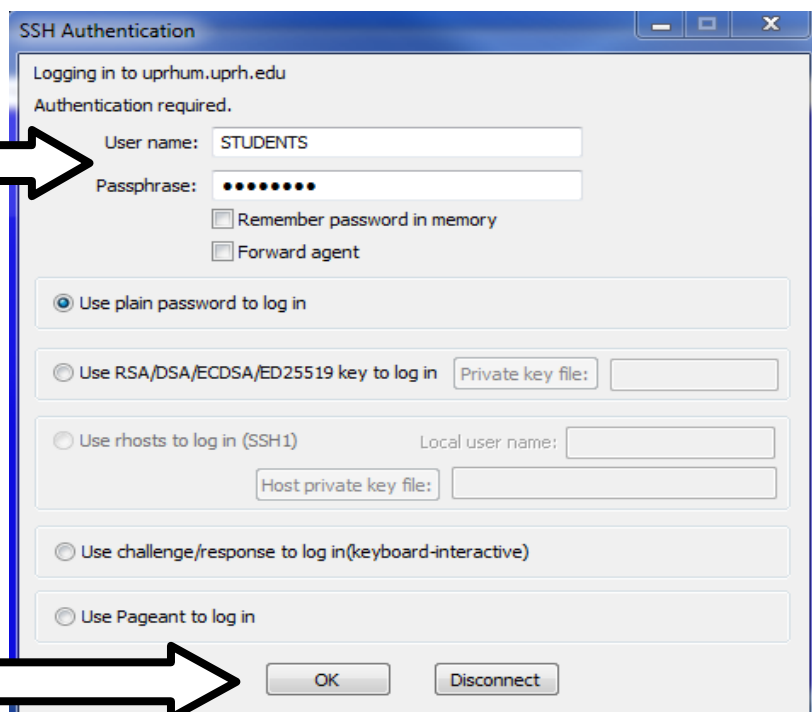 SSH Authentication
Logging in to uprhum.uprh.edu
Authentication required.
User name: STUDENTS
Passphrase: ●●●●●●●●
Remember password in memory
Forward agent
Use plain password to log in
Use RSA/DSA/ECDSA/ED25519 key to log in Private key file:
Use rhosts to log in (SSH1) Local user name:
Host private key file:
Use challenge/response to log in(keyboard-interactive)
Use Pageant to log in
OK Disconnect